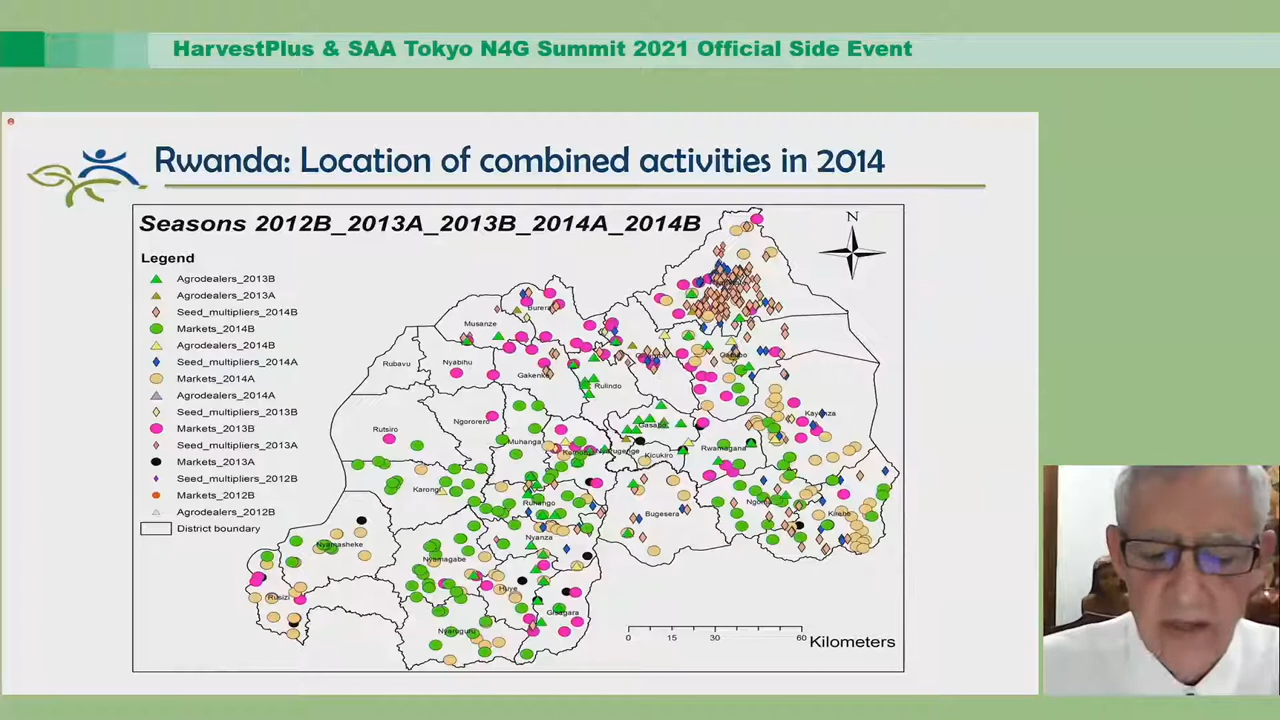 HarvestPlus & SAA Tokyo N4G Summit 2021 Official Side Event
Rwanda: Location of combined activities in 2014
Seasons 2012B_2013A_2013B_2014A_2014B
N
Legend
Agrodealers_2013B
Agrodealers_2013A
Seed_multipliers_2014B
Markets_2014B
Agrodealers_2014B
Seed_multipliers_2014A
Markets_2014A
Agrodealers_2014A
Seed_multipliers_2013B
Markets_2013B
Seed_multipliers_2013A
Markets_2013A
Seed_multipliers_2012B
Markets_2012B
Agrodealers_2012B
District boundary
Burera
Musanze
Rubavu
Nyabihu
Gakenke
Rulindo
Ngororero
Rutsiro
Muhanga
Gasabo
Kicukiro
Rwamagana
Kayonza
Karongi
Ruhango
Bugesera
Ngoma
Kirehe
Nyanza
Nyamasheke
Nyamagabe
Huye
Rusizi
Gisagara
Nyaruguru
0 15 30 60
Kilometers